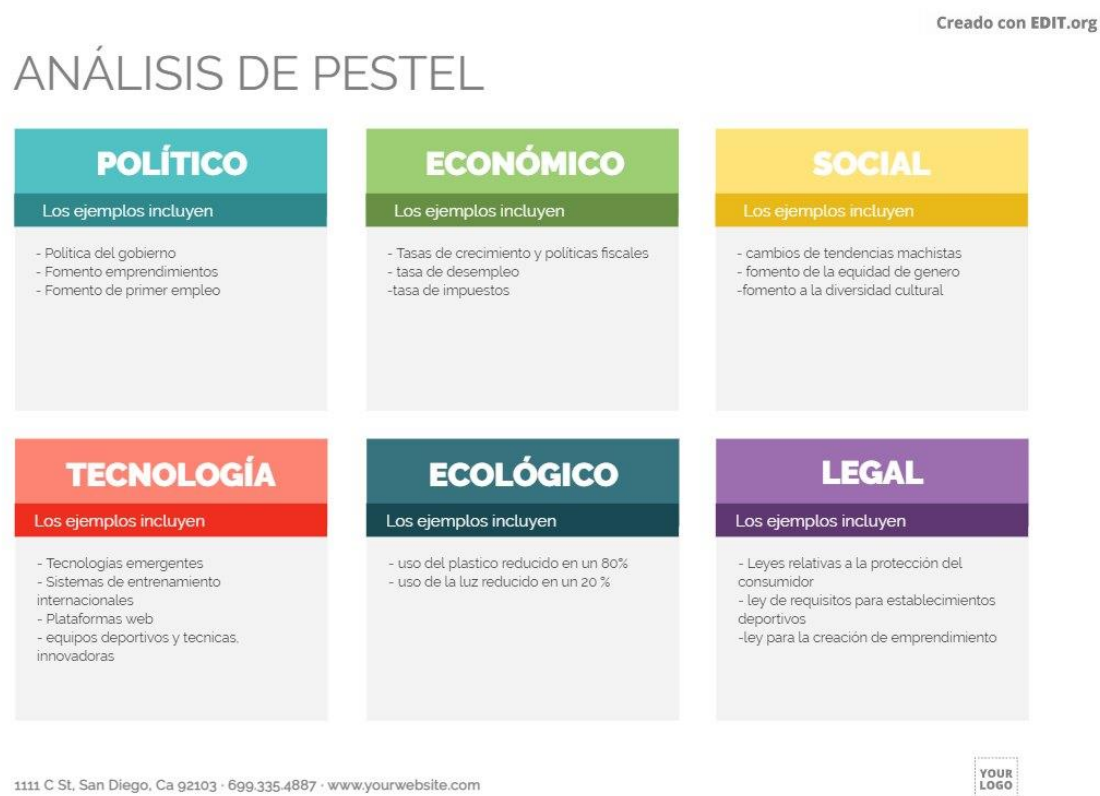 Creado con EDIT.org
ANÁLISIS DE PESTEL
POLÍTICO
Los ejemplos incluyen
- Política del gobierno
- Fomento emprendimientos
- Fomento de primer empleo
ECONÓMICO
Los ejemplos incluyen
- Tasas de crecimiento y políticas fiscales
- tasa de desempleo
-tasa de impuestos
SOCIAL
Los ejemplos incluyen
- cambios de tendencias machistas
- fomento de la equidad de genero
-fomento a la diversidad cultural
TECNOLOGÍA
Los ejemplos incluyen
- Tecnologías emergentes
- Sistemas de entrenamiento
internacionales
- Plataformas web
- equipos deportivos y tecnicas,
innovadoras
ECOLÓGICO
Los ejemplos incluyen
- uso del plastico reducido en un 80%
- uso de la luz reducido en un 20 %
LEGAL
Los ejemplos incluyen
- Leyes relativas a la protección del
consumidor
- ley de requisitos para establecimientos
deportivos
-ley para la creación de emprendimiento
1111 C St, San Diego, Ca 92103 · 699.335.4887 · www.yourwebsite.com
YOUR
LOGO